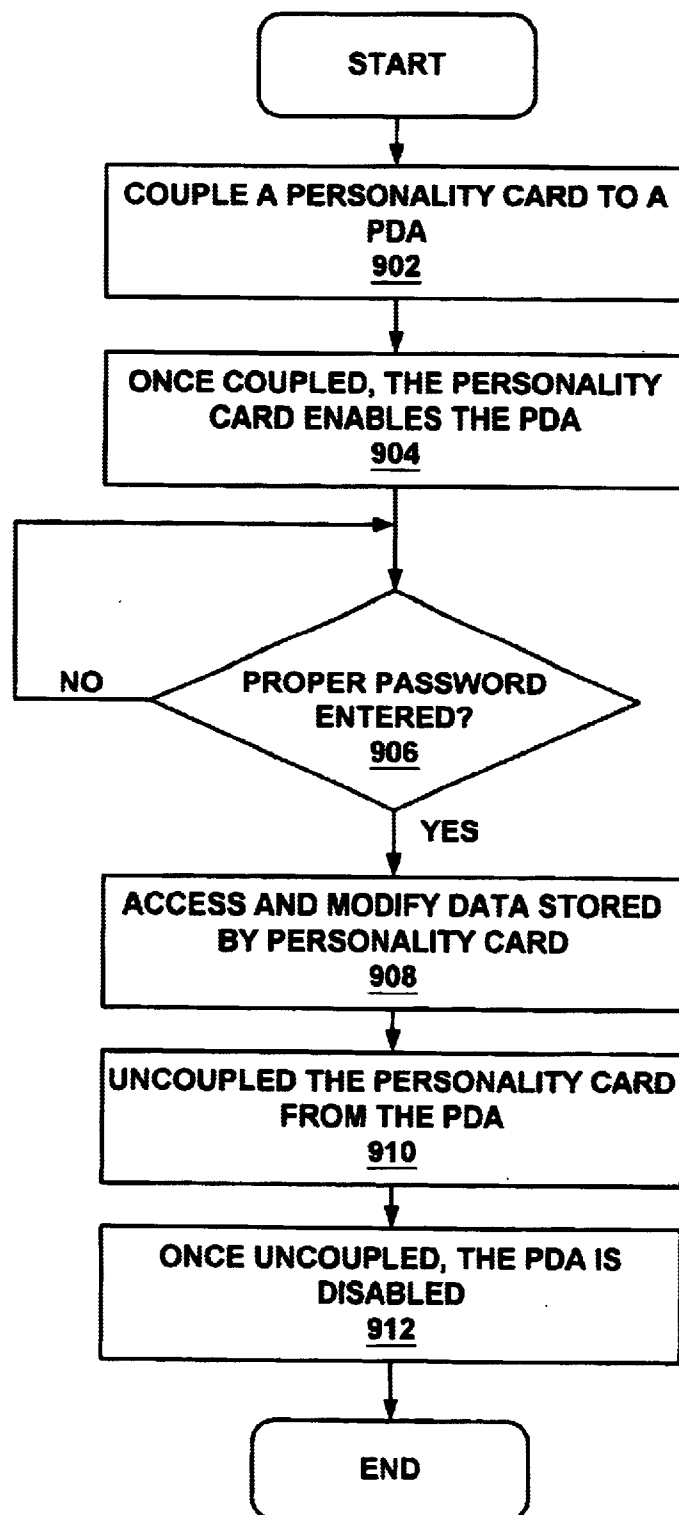 START
COUPLE A PERSONALITY CARD TO A
PDA
902
ONCE COUPLED, THE PERSONALITY
CARD ENABLES THE PDA
904
NO
PROPER PASSWORD
ENTERED?
906
YES
ACCESS AND MODIFY DATA STORED
BY PERSONALITY CARD
908
UNCOUPLED THE PERSONALITY CARD
FROM THE PDA
910
ONCE UNCOUPLED, THE PDA IS
DISABLED
912
END